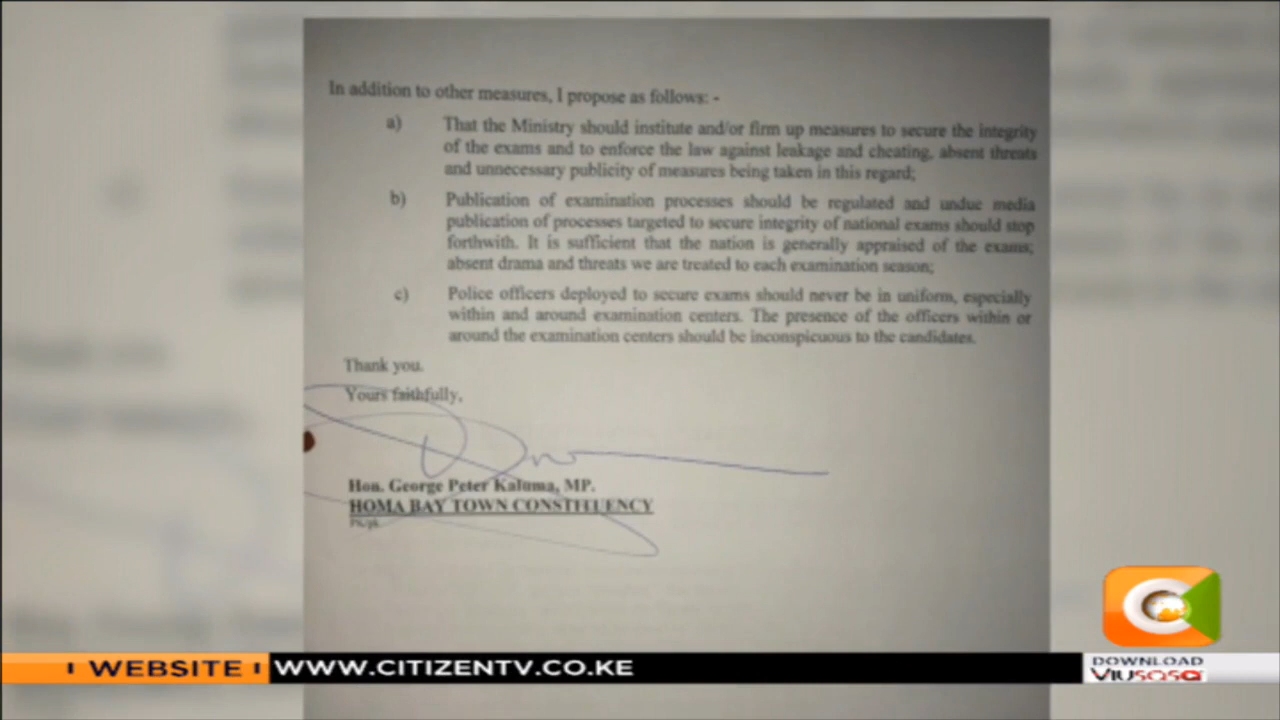 In addition to other measures, I propose as follows: -
a) That the Ministry should institute and/or firm up measures to secure the integrity
of the exams and to enforce the law against leakage and cheating, absent threats
and unnecessary publicity of measures being taken in this regard;
b) Publication of examination processes should be regulated and undue media
publication of processes targeted to secure integrity of national exams should stop
forthwith. It is sufficient that the nation is generally appraised of the exams;
absent drama and threats we are treated to each examination season;
c) Police officers deployed to secure exams should never be in uniform, especially
within and around examination centers. The presence of the officers within or
around the examination centers should be inconspicuous to the candidates.
Thank you.
Yours faithfully,
Hon. George Peter Kaluma, MP.
HOMA BAY TOWN CONSTITUENCY
WEBSITE WWW.CITIZENTV.CO.KE
DOWNLOAD
VIUSASA